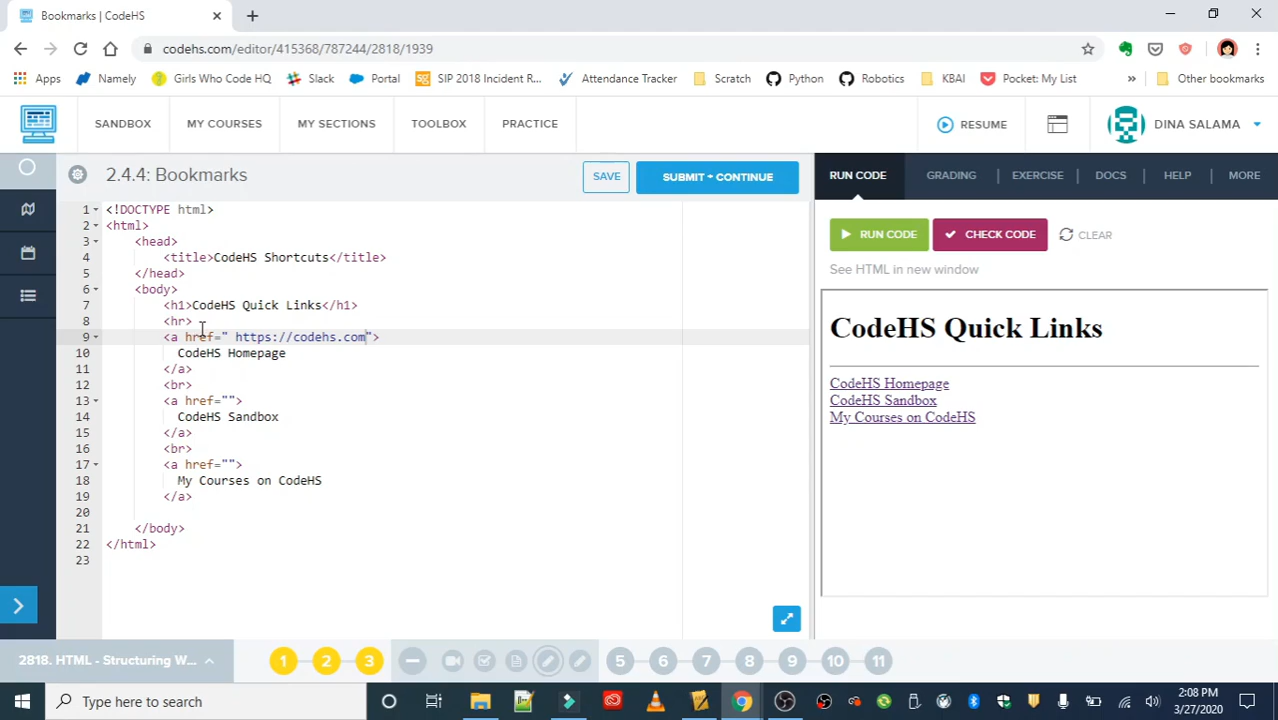 Bookmarks | CodeHS
codehs.com/editor/415368/787244/2818/1939
Apps Namely Girls Who Code HQ Slack Portal SIP 2018 Incident R... Attendance Tracker Scratch Python Robotics KBAI Pocket: My List » Other bookmarks
SANDBOX MY COURSES MY SECTIONS TOOLBOX PRACTICE RESUME DINA SALAMA
2.4.4: Bookmarks SAVE SUBMIT + CONTINUE RUN CODE GRADING EXERCISE DOCS HELP MORE
1 <!DOCTYPE html>
2 <html>
3 <head>
4 <title>CodeHS Shortcuts</title>
5 </head>
6 <body>
7 <h1>CodeHS Quick Links</h1>
8 <hr>
9 <a href=" https://codehs.com">
10 CodeHS Homepage
11 </a>
12 <br>
13 <a href="">
14 CodeHS Sandbox
15 </a>
16 <br>
17 <a href="">
18 My Courses on CodeHS
19 </a>
20
21 </body>
22 </html>
23
RUN CODE CHECK CODE CLEAR
See HTML in new window
CodeHS Quick Links
CodeHS Homepage
CodeHS Sandbox
My Courses on CodeHS
2818. HTML - Structuring W... 1 2 3 5 6 7 8 9 10 11
Type here to search
2:08 PM
3/27/2020